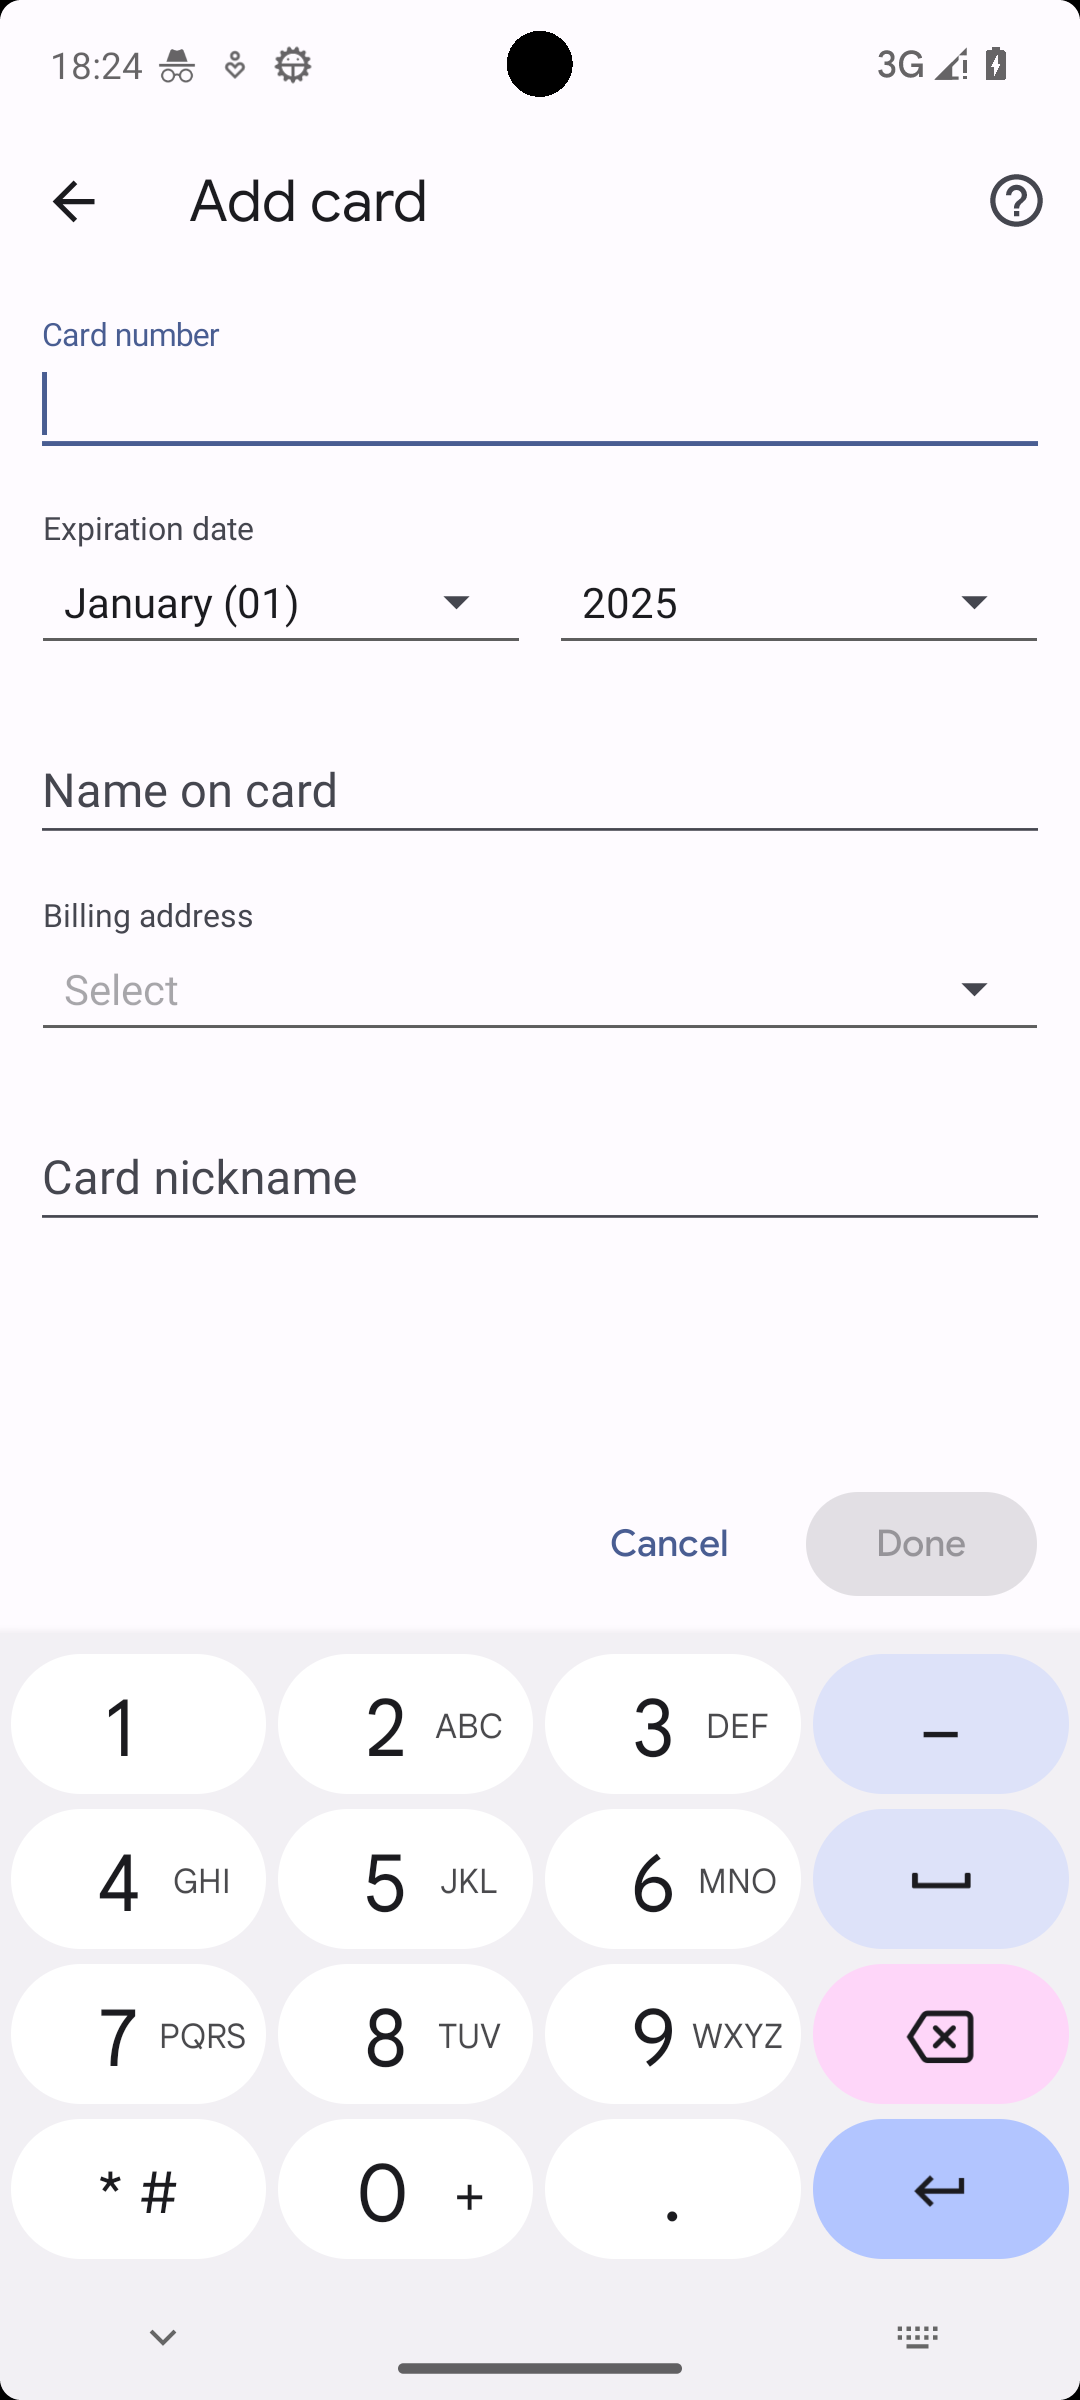 18:24
3G
Add card
Card number
Expiration date
January (01)
2025
Name on card
Billing address
Select
Card nickname
Cancel
Done
1
2 ABC
3 DEF
–
4 GHI
5 JKL
6 MNO
7 PQRS
8 TUV
9 WXYZ
* #
0 +
.